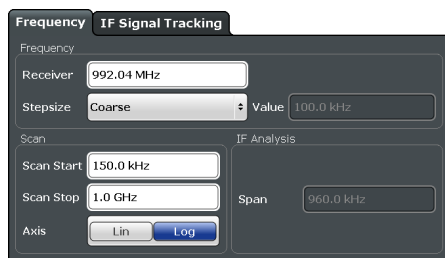 Frequency IF Signal Tracking
Frequency
Receiver 992.04 MHz
Stepsize Coarse Value 100.0 kHz
Scan IF Analysis
Scan Start 150.0 kHz
Scan Stop 1.0 GHz
Span 960.0 kHz
Axis Lin Log